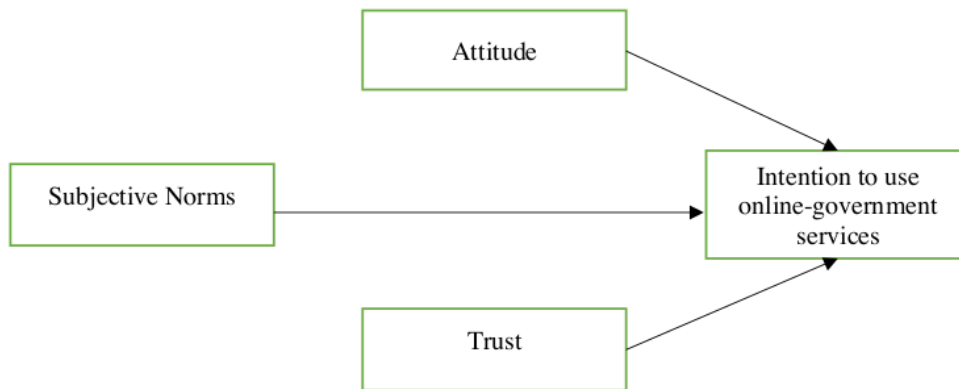 Attitude
Subjective Norms
Intention to use
online-government
services
Trust